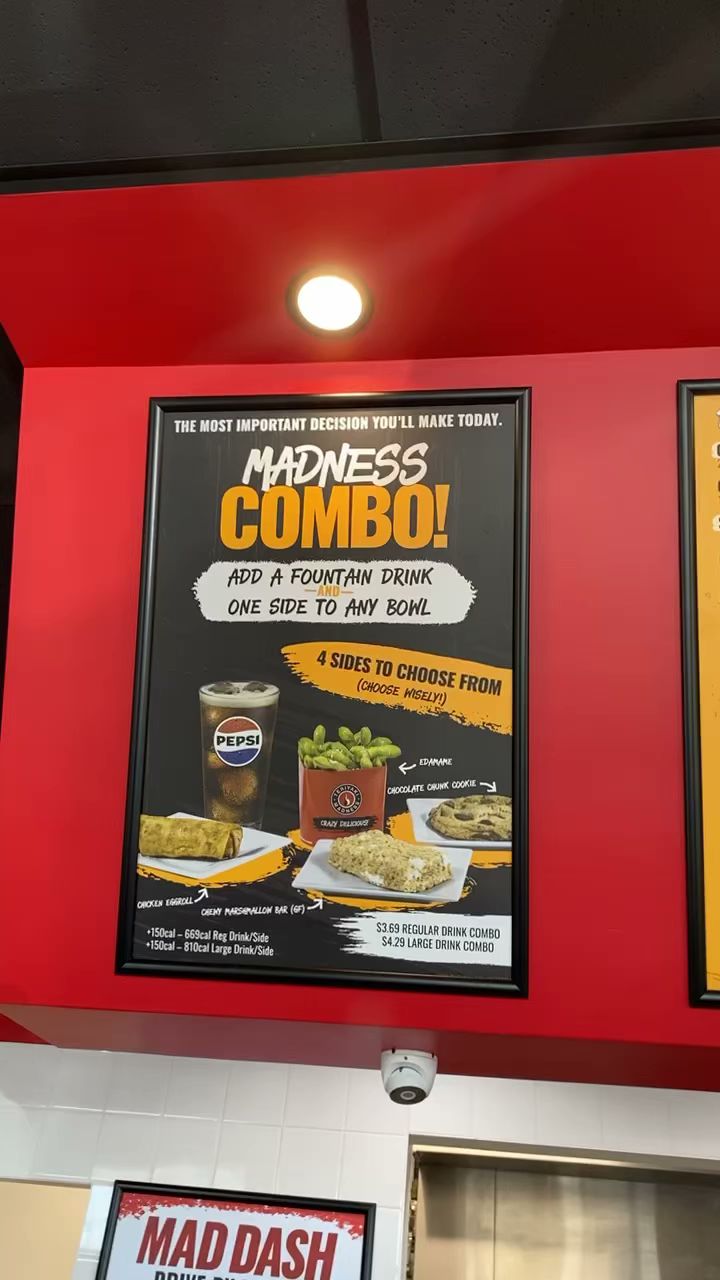 THE MOST IMPORTANT DECISION YOU'LL MAKE TODAY.
MADNESS
COMBO!
ADD A FOUNTAIN DRINK
—AND—
ONE SIDE TO ANY BOWL
4 SIDES TO CHOOSE FROM
(CHOOSE WISELY!)
PEPSI
EDAMAME
CHOCOLATE CHUNK COOKIE
TERIYAKI
MADNESS
CRAZY DELICIOUS!
CHICKEN EGGROLL
CHEWY MARSHMALLOW BAR (GF)
+150cal – 669cal Reg Drink/Side
+150cal – 810cal Large Drink/Side
$3.69 REGULAR DRINK COMBO
$4.29 LARGE DRINK COMBO
MAD DASH